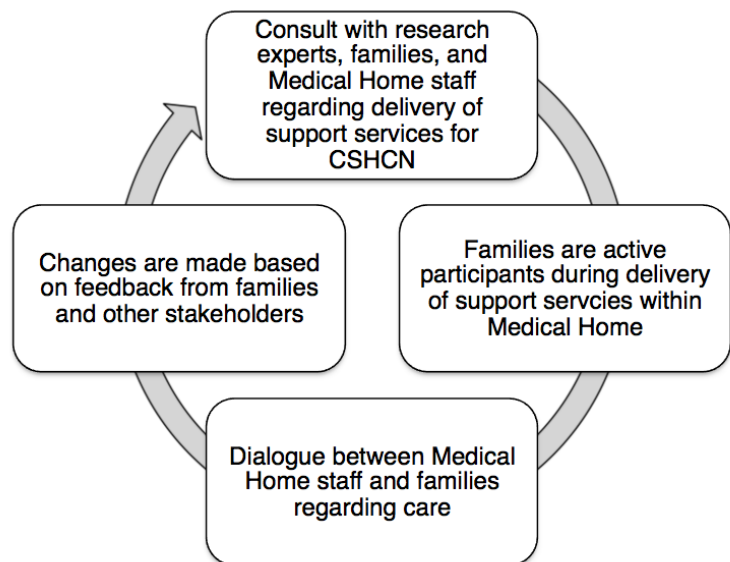 Consult with research
experts, families, and
Medical Home staff
regarding delivery of
support services for
CSHCN
Families are active
participants during delivery
of support servcies within
Medical Home
Dialogue between Medical
Home staff and families
regarding care
Changes are made based
on feedback from families
and other stakeholders